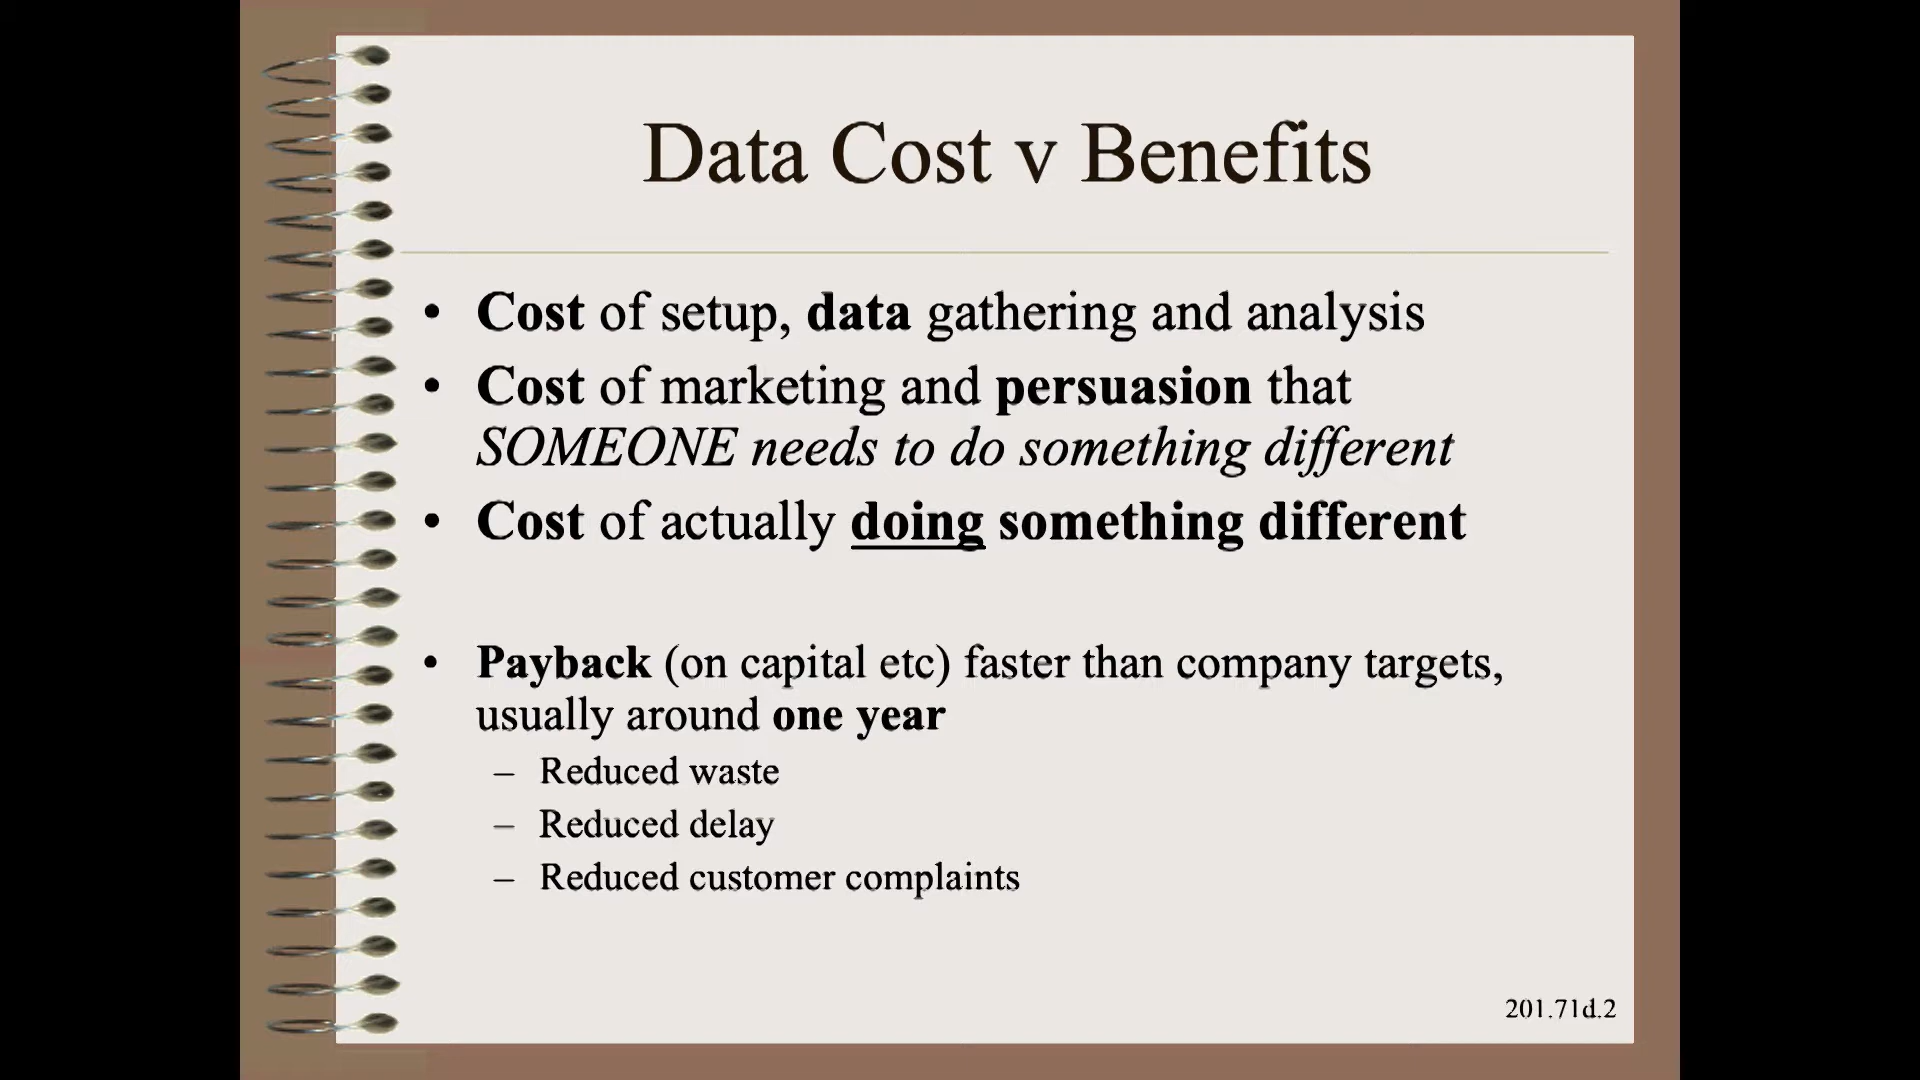 Data Cost v Benefits
• Cost of setup, data gathering and analysis
• Cost of marketing and persuasion that
SOMEONE needs to do something different
• Cost of actually doing something different
• Payback (on capital etc) faster than company targets,
usually around one year
– Reduced waste
– Reduced delay
– Reduced customer complaints
201.71d.2